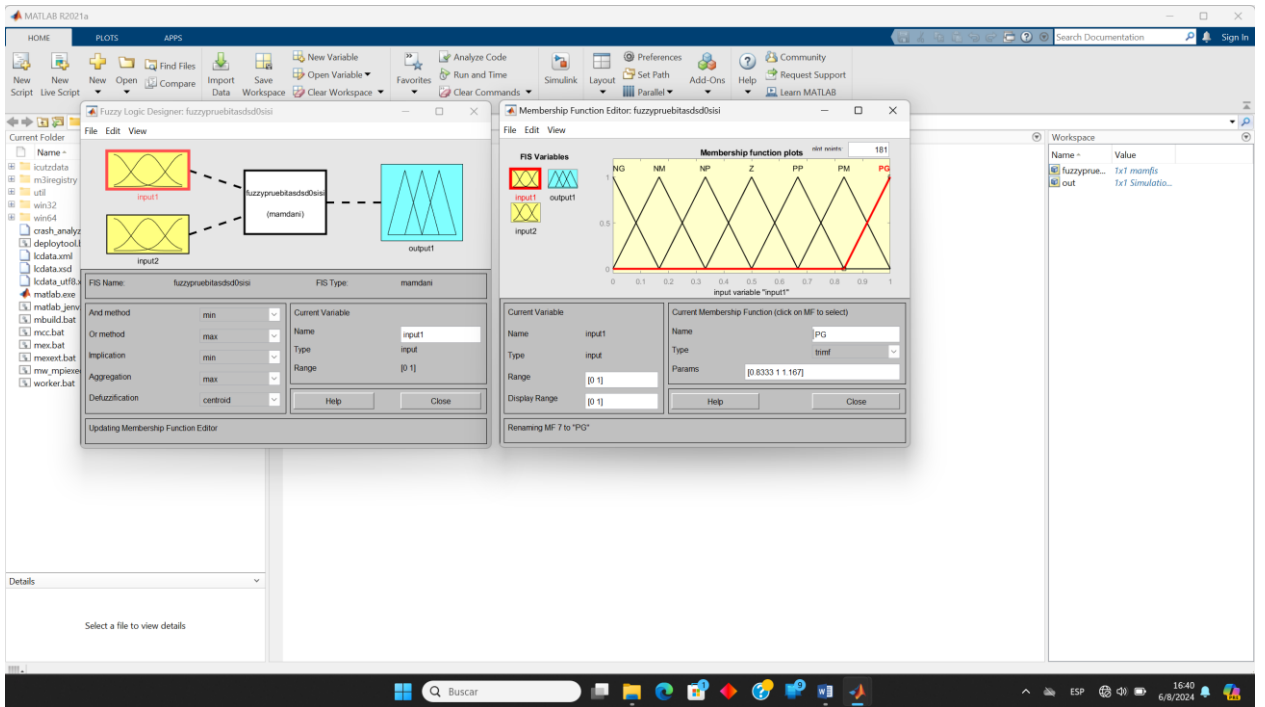 MATLAB R2021a
HOME PLOTS APPS
Search Documentation Sign In
New Script
New Live Script
New
Open
Find Files
Compare
Import Data
Save Workspace
New Variable
Open Variable
Clear Workspace
Favorites
Analyze Code
Run and Time
Clear Commands
Simulink
Layout
Preferences
Set Path
Parallel
Add-Ons
Help
Community
Request Support
Learn MATLAB
Current Folder
Name
icutzdata
m3iregistry
util
win32
win64
crash_analyz
deploytool.b
lcdata.xml
lcdata.xsd
lcdata_utf8.x
matlab.exe
matlab_jenv
mbuild.bat
mcc.bat
mex.bat
mexext.bat
mw_mpiexe
worker.bat
Details
Select a file to view details
Fuzzy Logic Designer: fuzzypruebitasdsd0sisi
File Edit View
input1
input2
fuzzypruebitasdsd0sisi
(mamdani)
output1
FIS Name: fuzzypruebitasdsd0sisi FIS Type: mamdani
And method min
Or method max
Implication min
Aggregation max
Defuzzification centroid
Current Variable
Name input1
Type input
Range [0 1]
Help Close
Updating Membership Function Editor
Membership Function Editor: fuzzypruebitasdsd0sisi
File Edit View
FIS Variables
input1 output1
input2
Membership function plots plot points: 181
NG NM NP Z PP PM PG
1
0.5
0
0 0.1 0.2 0.3 0.4 0.5 0.6 0.7 0.8 0.9 1
input variable "input1"
Current Variable
Name input1
Type input
Range [0 1]
Display Range [0 1]
Current Membership Function (click on MF to select)
Name PG
Type trimf
Params [0.8333 1 1.167]
Help Close
Renaming MF 7 to "PG"
Workspace
Name Value
fuzzyprue... 1x1 mamfis
out 1x1 Simulatio...
Buscar
ESP
16:40
6/8/2024